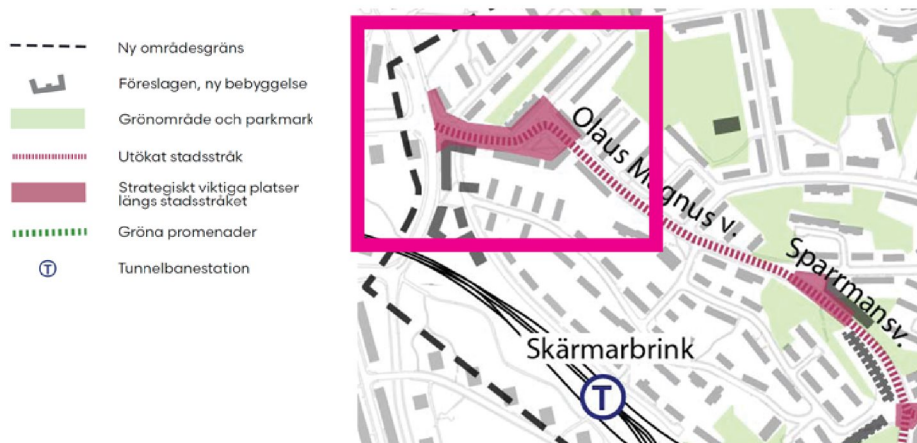 Ny områdesgräns
Föreslagen, ny bebyggelse
Grönområde och parkmark
Utökat stadsstråk
Strategiskt viktiga platser
längs stadsstråket
Gröna promenader
T
Tunnelbanestation
Olaus Magnus v.
Sparrmansv.
Skärmarbrink
T